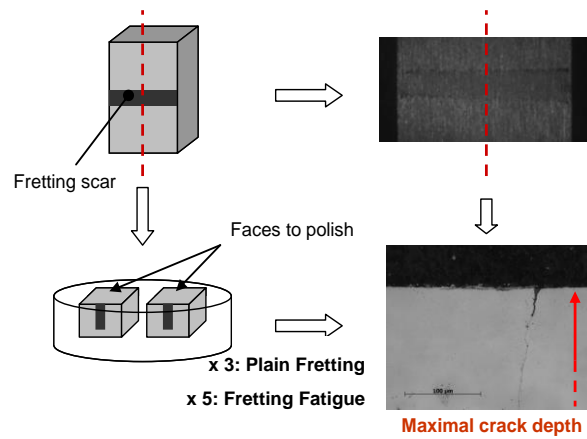 Fretting scar
Faces to polish
x 3: Plain Fretting
x 5: Fretting Fatigue
100 µm
Maximal crack depth